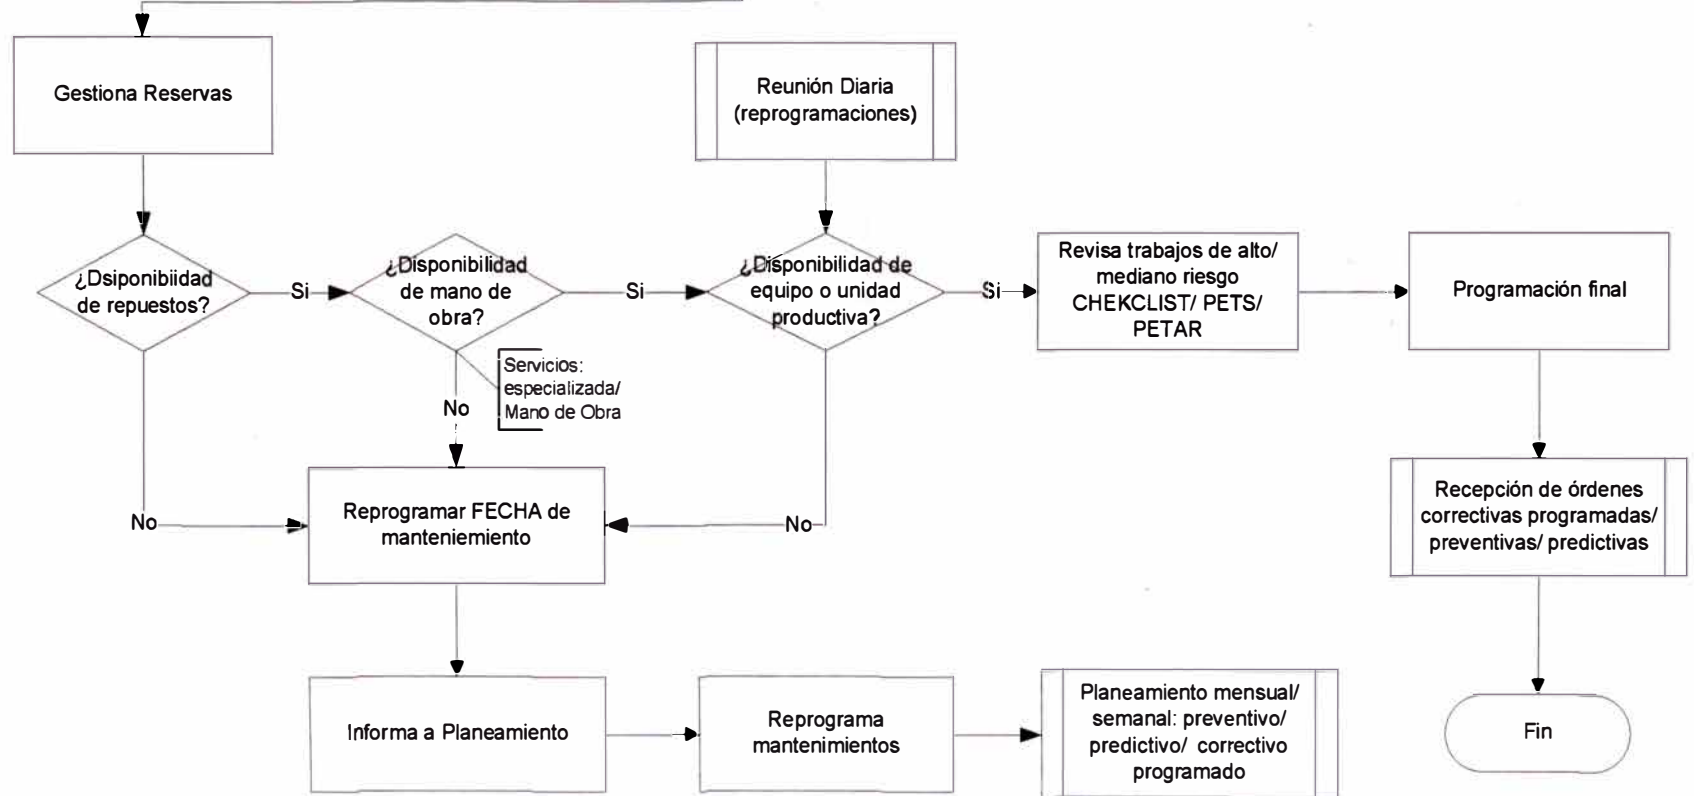 Gestiona Reservas
Reunión Diaria
(reprogramaciones)
¿Dsiponibiidad
de repuestos?
Si
¿Disponibilidad
de mano de
obra?
Si
¿Disponibilidad de
equipo o unidad
productiva?
Si
Revisa trabajos de alto/
mediano riesgo
CHEKCLIST/ PETS/
PETAR
Programación final
Servicios:
especializada/
Mano de Obra
No
No
Reprogramar FECHA de
manteniemiento
No
Recepción de órdenes
correctivas programadas/
preventivas/ predictivas
Informa a Planeamiento
Reprograma
mantenimientos
Planeamiento mensual/
semanal: preventivo/
predictivo/ correctivo
programado
Fin